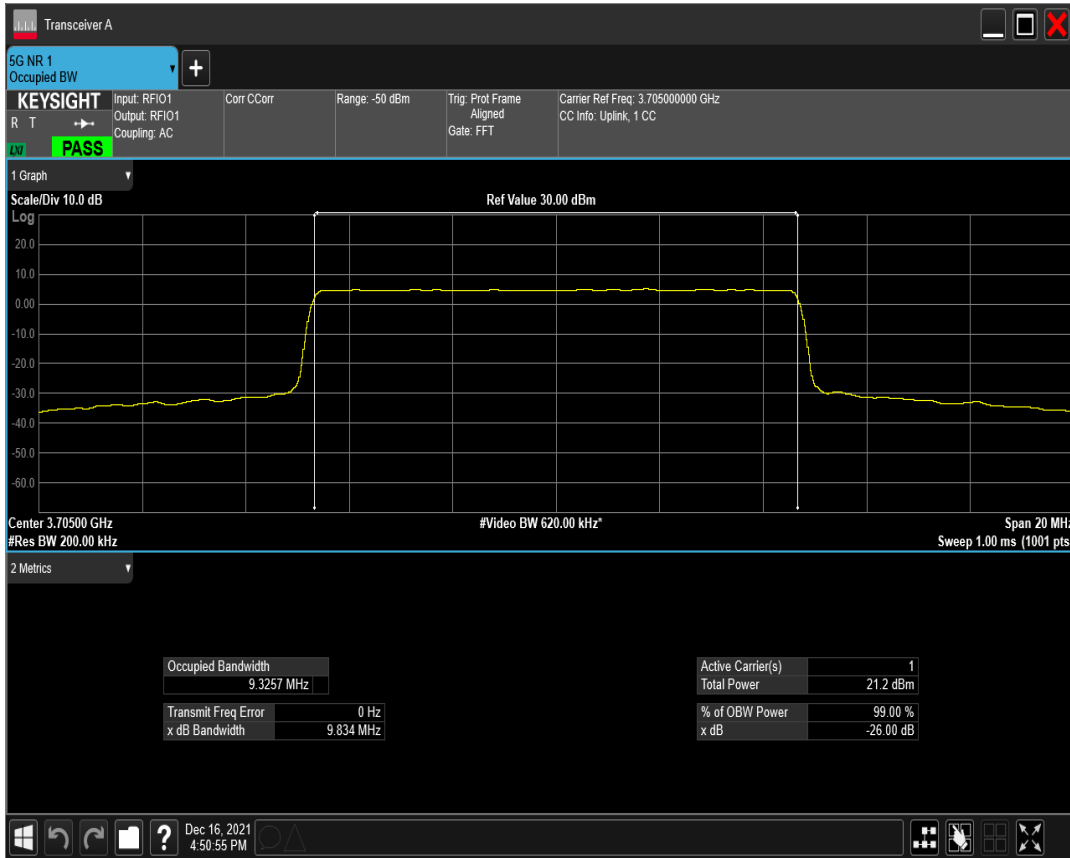 Transceiver A
5G NR 1
Occupied BW
+
KEYSIGHT
R T
LXI
PASS
Input: RFIO1
Output: RFIO1
Coupling: AC
Corr CCorr
Range: -50 dBm
Trig: Prot Frame
Aligned
Gate: FFT
Carrier Ref Freq: 3.705000000 GHz
CC Info: Uplink, 1 CC
1 Graph
Scale/Div 10.0 dB
Ref Value 30.00 dBm
Log
20.0
10.0
0.00
-10.0
-20.0
-30.0
-40.0
-50.0
-60.0
Center 3.70500 GHz
#Video BW 620.00 kHz*
Span 20 MHz
#Res BW 200.00 kHz
Sweep 1.00 ms (1001 pts
2 Metrics
Occupied Bandwidth
9.3257 MHz
Transmit Freq Error 0 Hz
x dB Bandwidth 9.834 MHz
Active Carrier(s) 1
Total Power 21.2 dBm
% of OBW Power 99.00 %
x dB -26.00 dB
?
Dec 16, 2021
4:50:55 PM